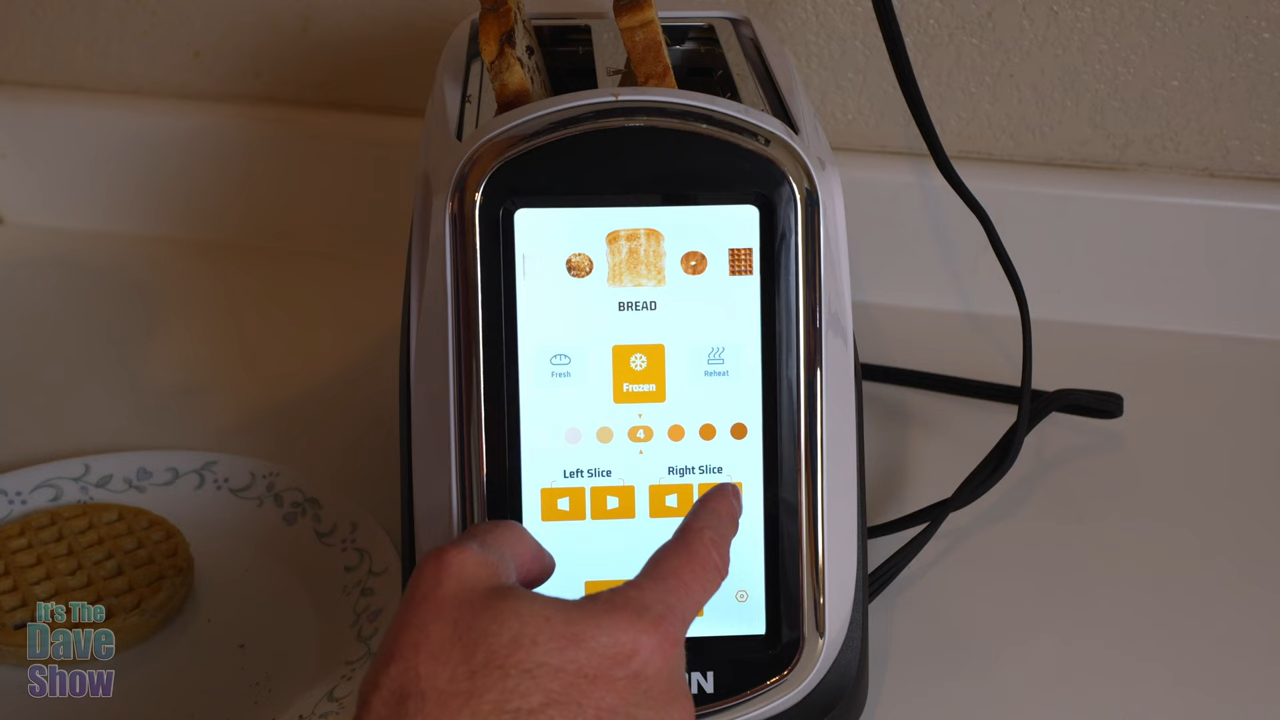 BREAD
Fresh
Frozen
Reheat
4
Left Slice
Right Slice
It's The
Dave
Show